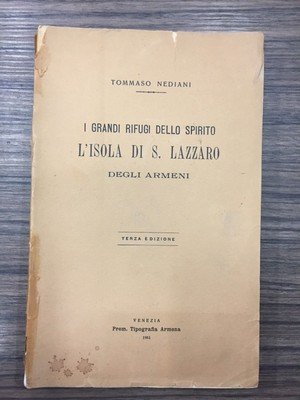 TOMMASO NEDIANI
I GRANDI RIFUGI DELLO SPIRITO
L'ISOLA DI S. LAZZARO
DEGLI ARMENI
TERZA EDIZIONE
VENEZIA
Prem. Tipografia Armena